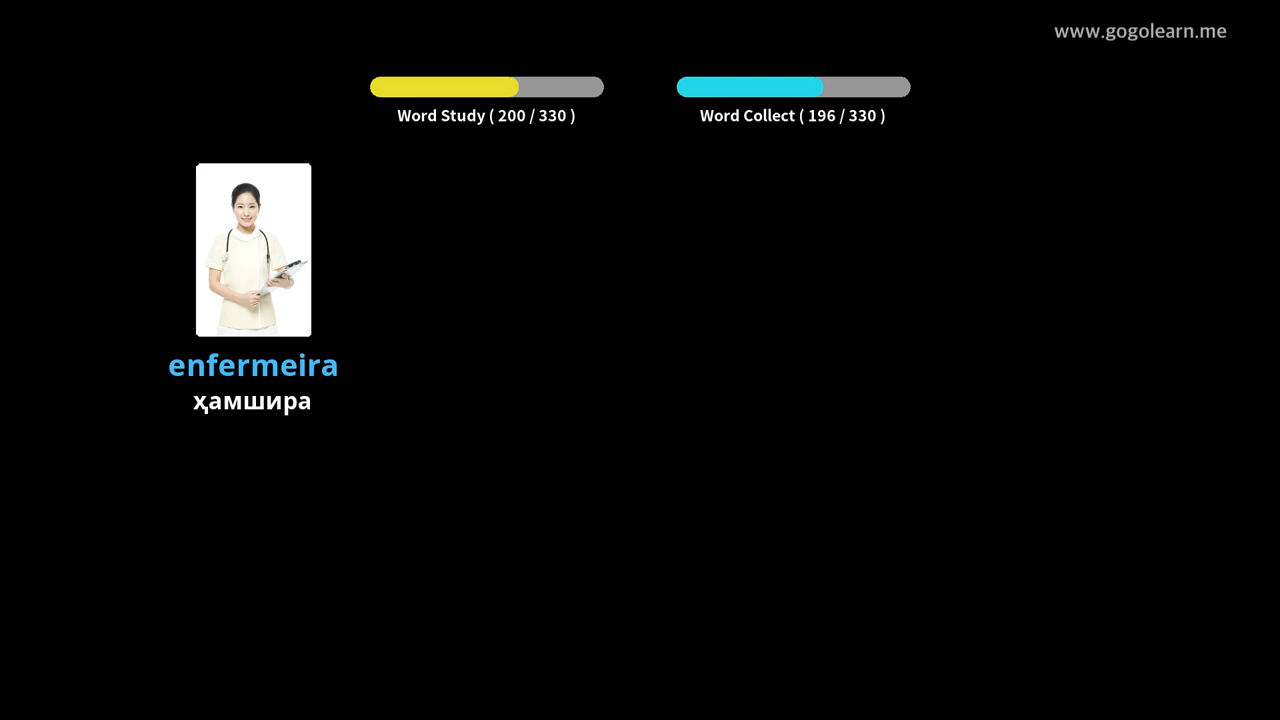 www.gogolearn.me
Word Study ( 200 / 330 )
Word Collect ( 196 / 330 )
enfermeira
ҳамшира